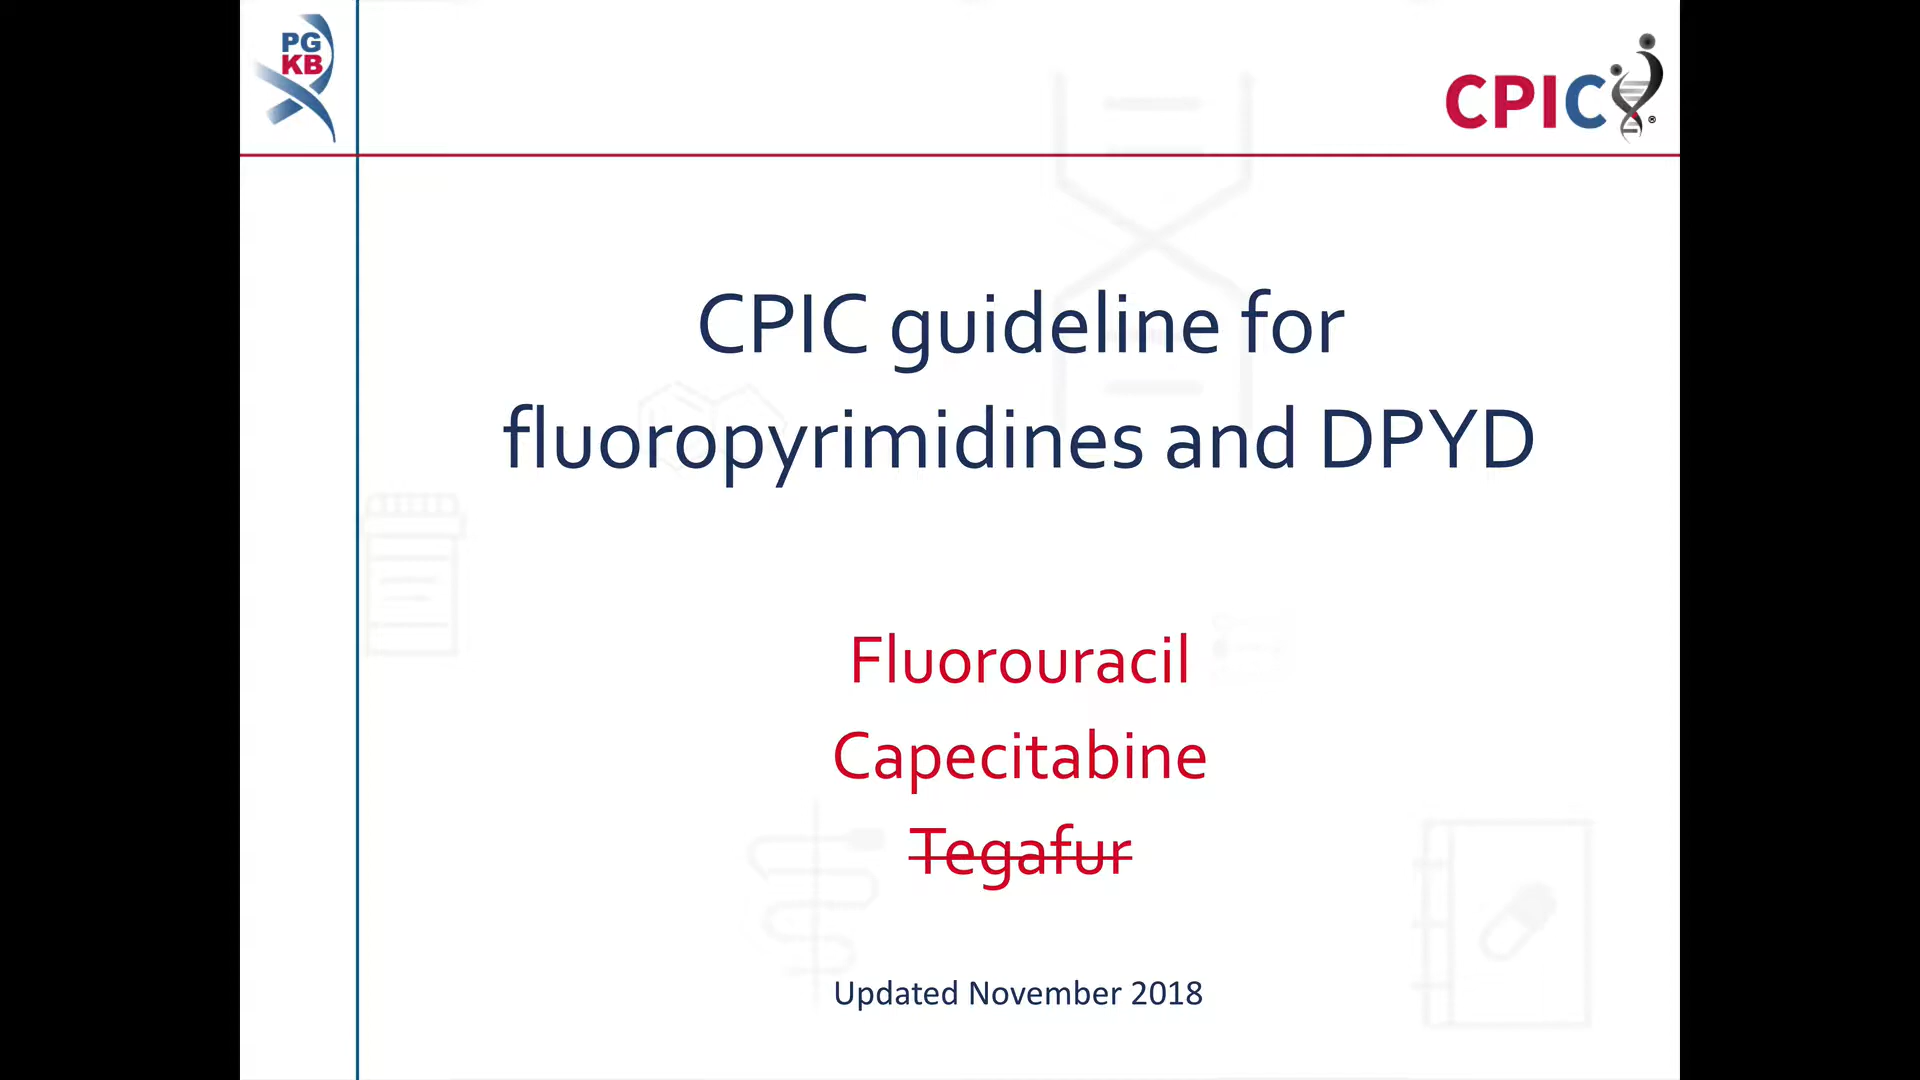 PG
KB
CPIC®
CPIC guideline for
fluoropyrimidines and DPYD
Fluorouracil
Capecitabine
Tegafur
Updated November 2018